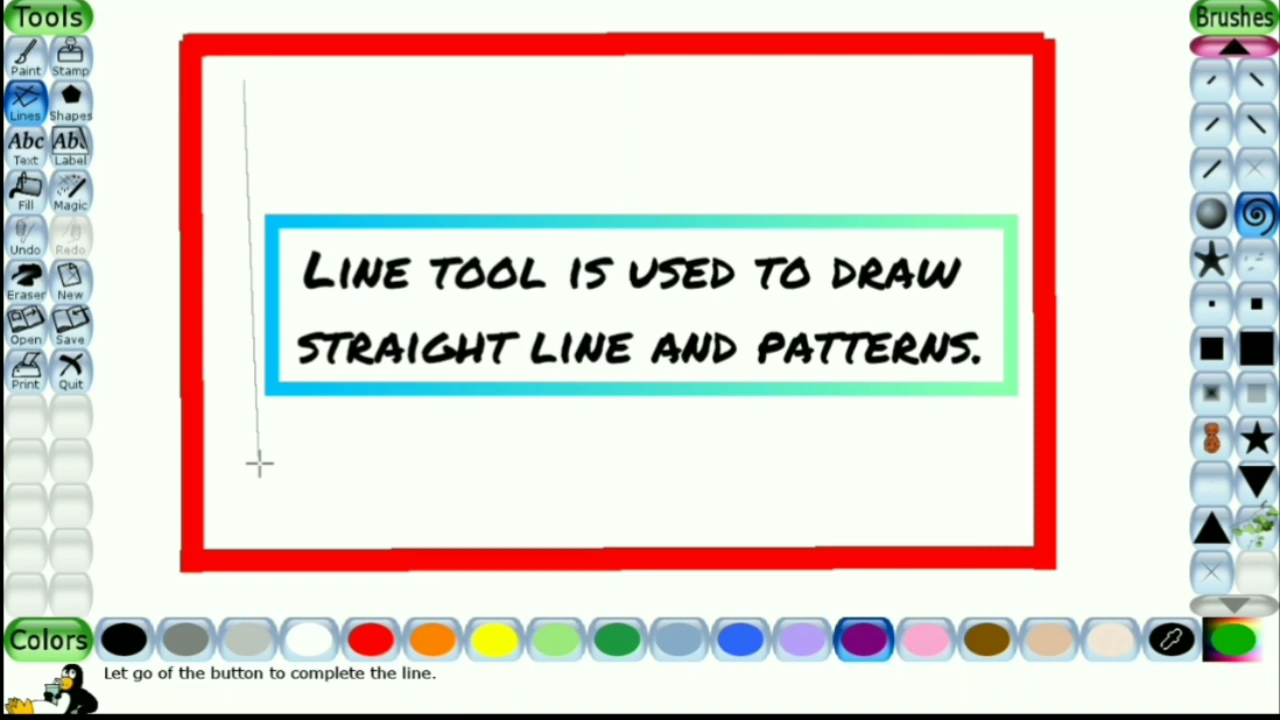 Tools
Brushes
Paint Stamp
Lines Shapes
Abc Abc
Text Label
Fill Magic
Undo Redo
Eraser New
Open Save
Print Quit
LINE TOOL IS USED TO DRAW
STRAIGHT LINE AND PATTERNS.
Colors
Let go of the button to complete the line.